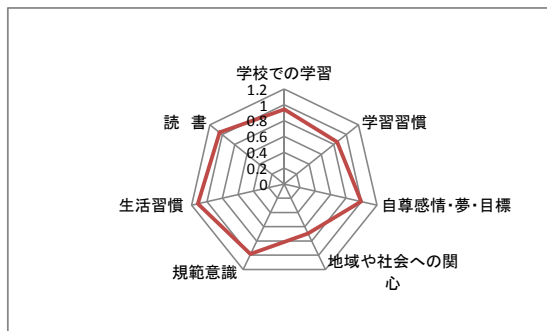 学校での学習
1.2
1
0.8
0.6
0.4
0.2
0
学習習慣
自尊感情・夢・目標
地域や社会への関
心
規範意識
生活習慣
読 書